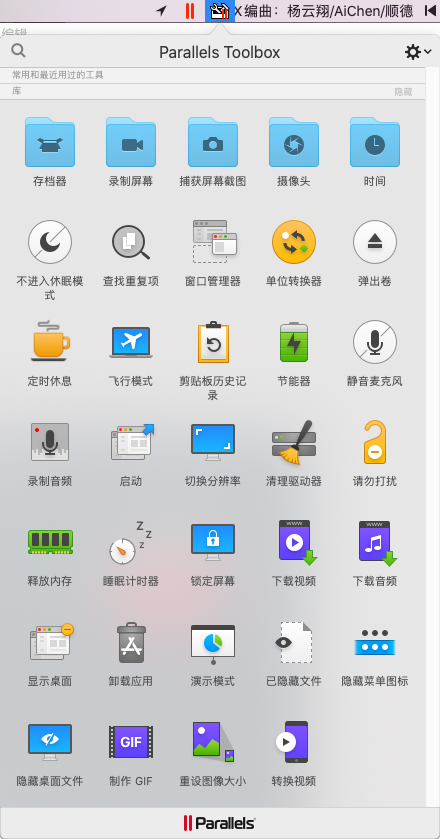 X编曲：杨云翔/AiChen/顺德
编辑
Parallels Toolbox
常用和最近用过的工具
库 隐藏
存档器 录制屏幕 捕获屏幕截图 摄像头 时间
不进入休眠模式 查找重复项 窗口管理器 单位转换器 弹出卷
定时休息 飞行模式 剪贴板历史记录 节能器 静音麦克风
录制音频 启动 切换分辨率 清理驱动器 请勿打扰
Z
Z
z
WWW
WWW
释放内存 睡眠计时器 锁定屏幕 下载视频 下载音频
显示桌面 卸载应用 演示模式 已隐藏文件 隐藏菜单图标
GIF
隐藏桌面文件 制作 GIF 重设图像大小 转换视频
Parallels®